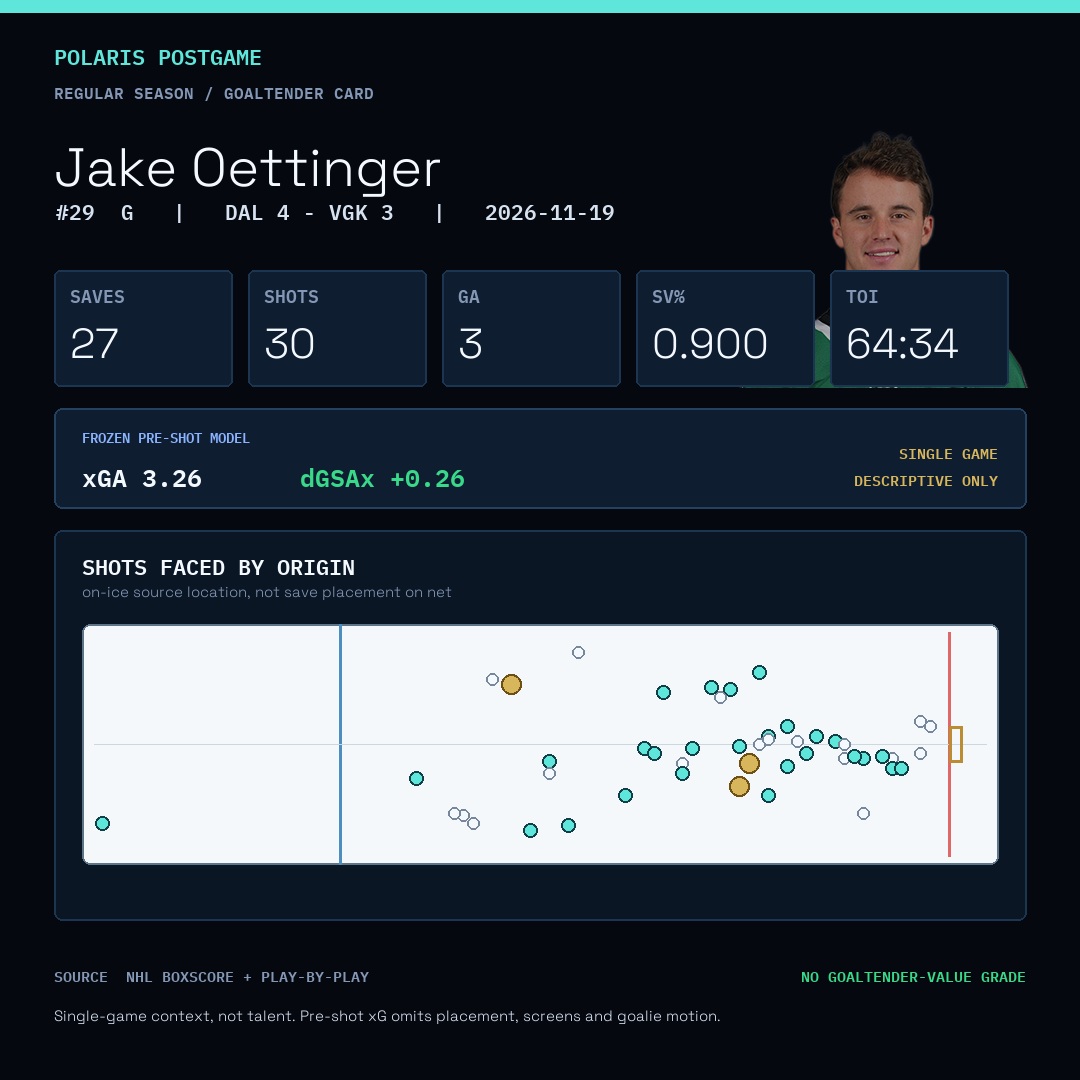 POLARIS POSTGAME
REGULAR SEASON / GOALTENDER CARD
Jake Oettinger
#29 G | DAL 4 - VGK 3 | 2026-11-19
SAVES SHOTS GA SV% TOI
27 30 3 0.900 64:34
FROZEN PRE-SHOT MODEL
xGA 3.26 dGSAx +0.26
SINGLE GAME
DESCRIPTIVE ONLY
SHOTS FACED BY ORIGIN
on-ice source location, not save placement on net
SOURCE NHL BOXSCORE + PLAY-BY-PLAY
NO GOALTENDER-VALUE GRADE
Single-game context, not talent. Pre-shot xG omits placement, screens and goalie motion.